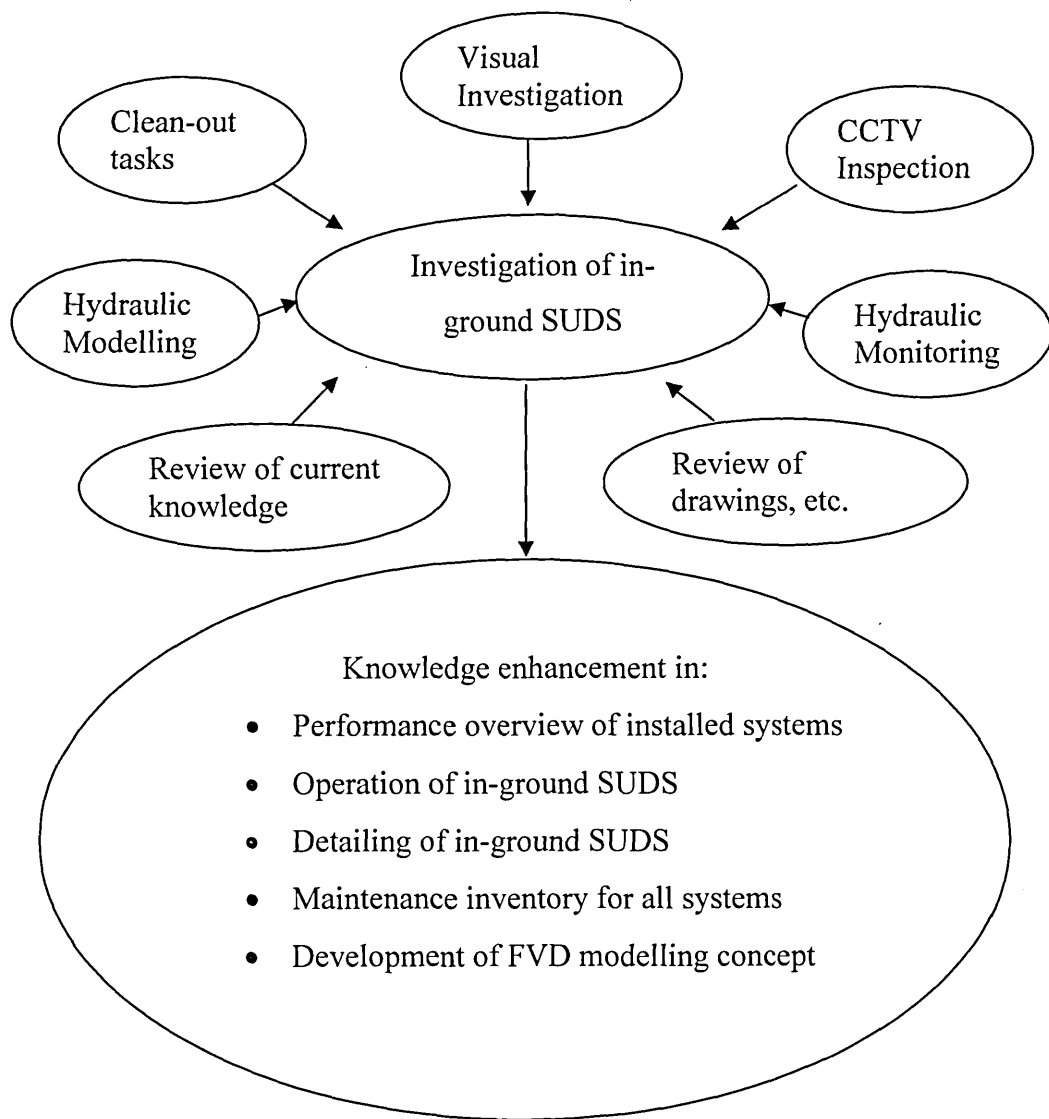 Visual
Investigation
Clean-out
tasks
CCTV
Inspection
Investigation of in-
ground SUDS
Hydraulic
Modelling
Hydraulic
Monitoring
Review of current
knowledge
Review of
drawings, etc.
Knowledge enhancement in:
• Performance overview of installed systems
• Operation of in-ground SUDS
• Detailing of in-ground SUDS
• Maintenance inventory for all systems
• Development of FVD modelling concept